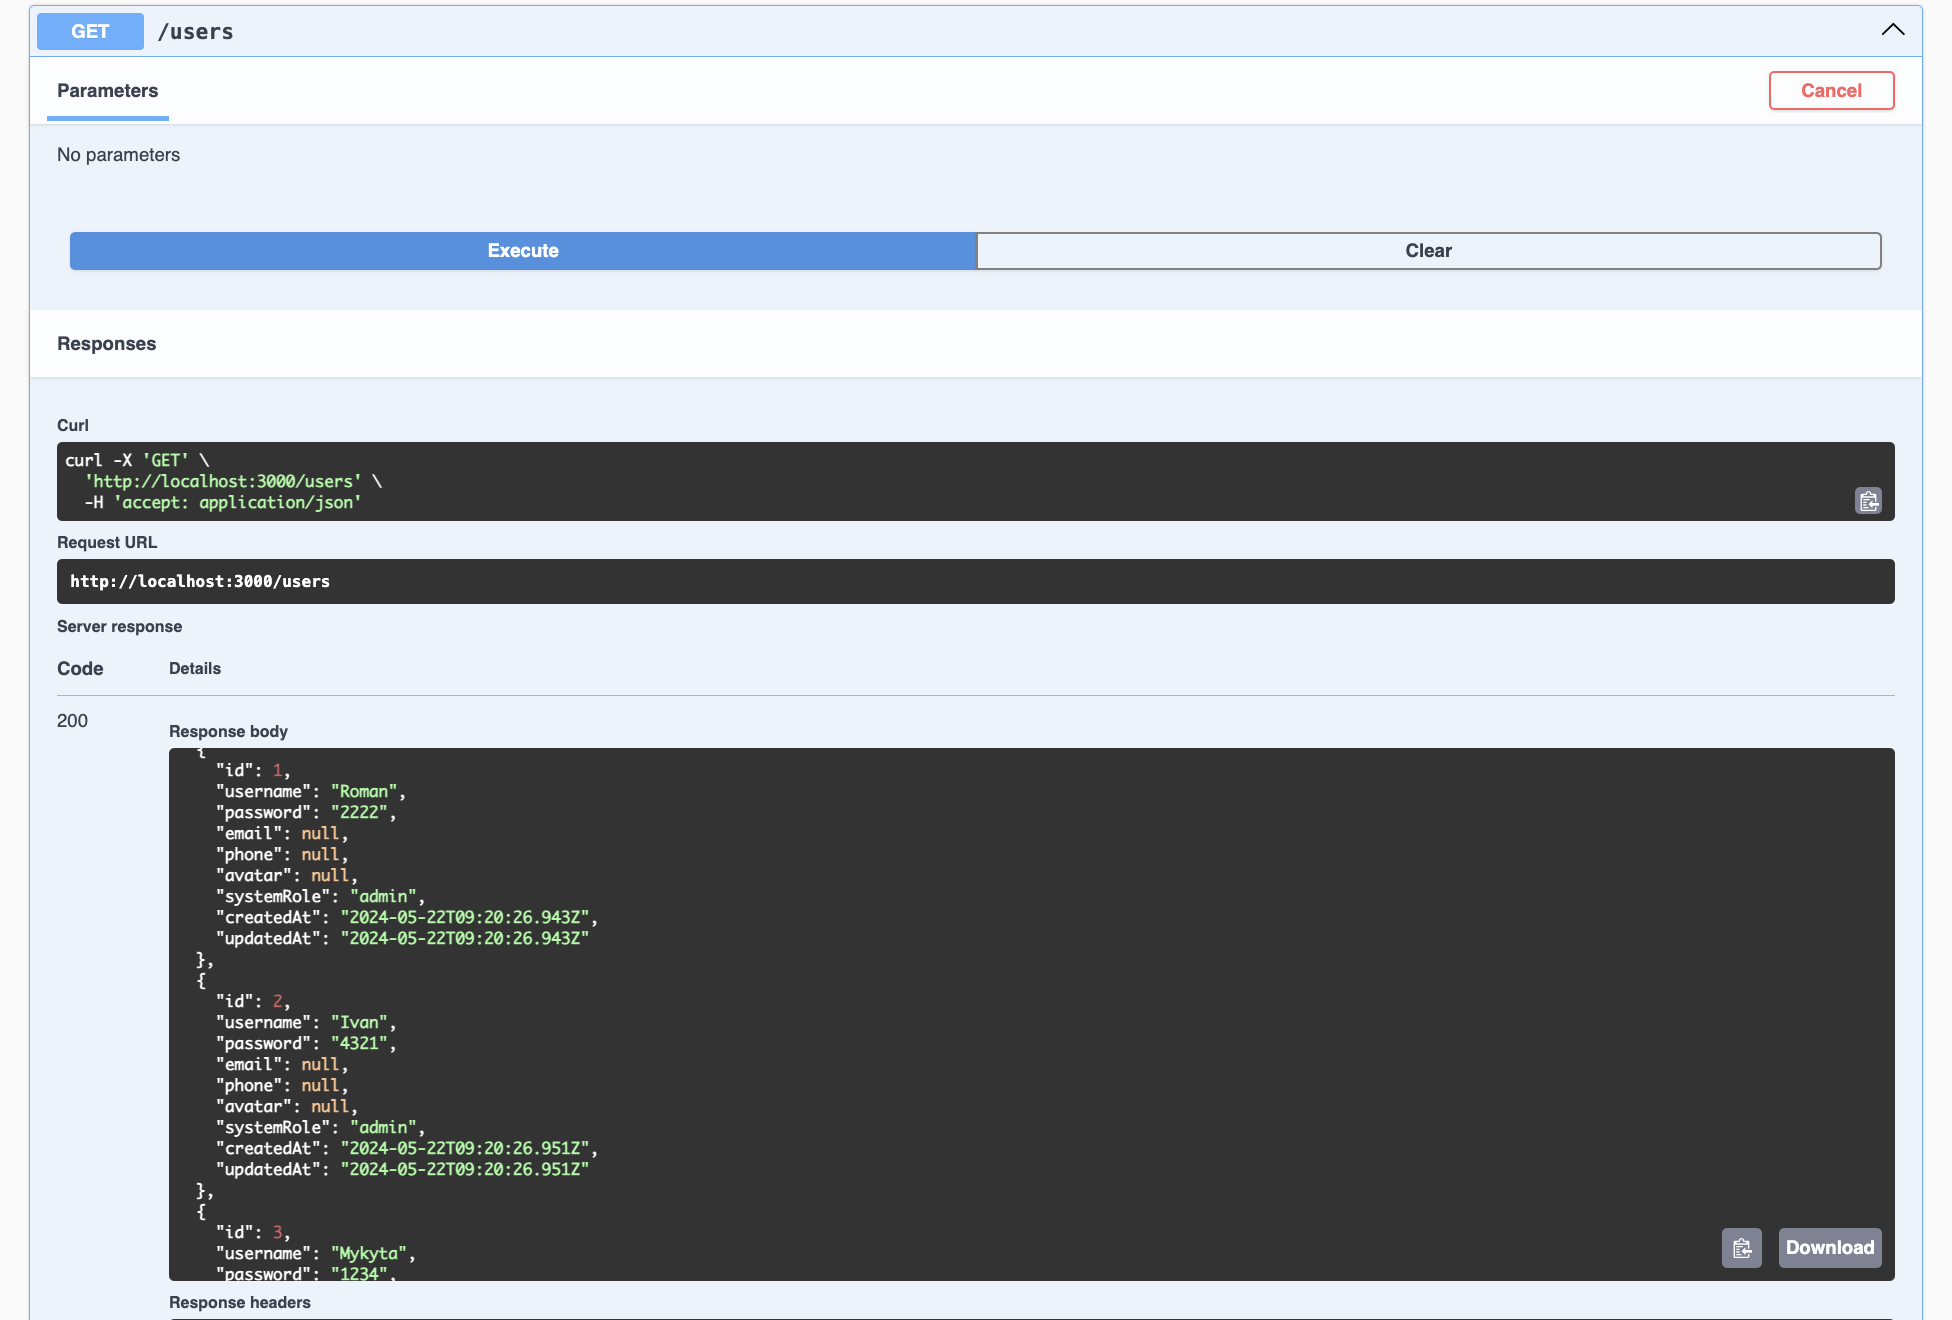 GET /users
Parameters
Cancel
No parameters
Execute
Clear
Responses
Curl
curl -X 'GET' \
  'http://localhost:3000/users' \
  -H 'accept: application/json'
Request URL
http://localhost:3000/users
Server response
Code Details
200
Response body
  {
    "id": 1,
    "username": "Roman",
    "password": "2222",
    "email": null,
    "phone": null,
    "avatar": null,
    "systemRole": "admin",
    "createdAt": "2024-05-22T09:20:26.943Z",
    "updatedAt": "2024-05-22T09:20:26.943Z"
  },
  {
    "id": 2,
    "username": "Ivan",
    "password": "4321",
    "email": null,
    "phone": null,
    "avatar": null,
    "systemRole": "admin",
    "createdAt": "2024-05-22T09:20:26.951Z",
    "updatedAt": "2024-05-22T09:20:26.951Z"
  },
  {
    "id": 3,
    "username": "Mykyta",
    "password": "1234",
Download
Response headers